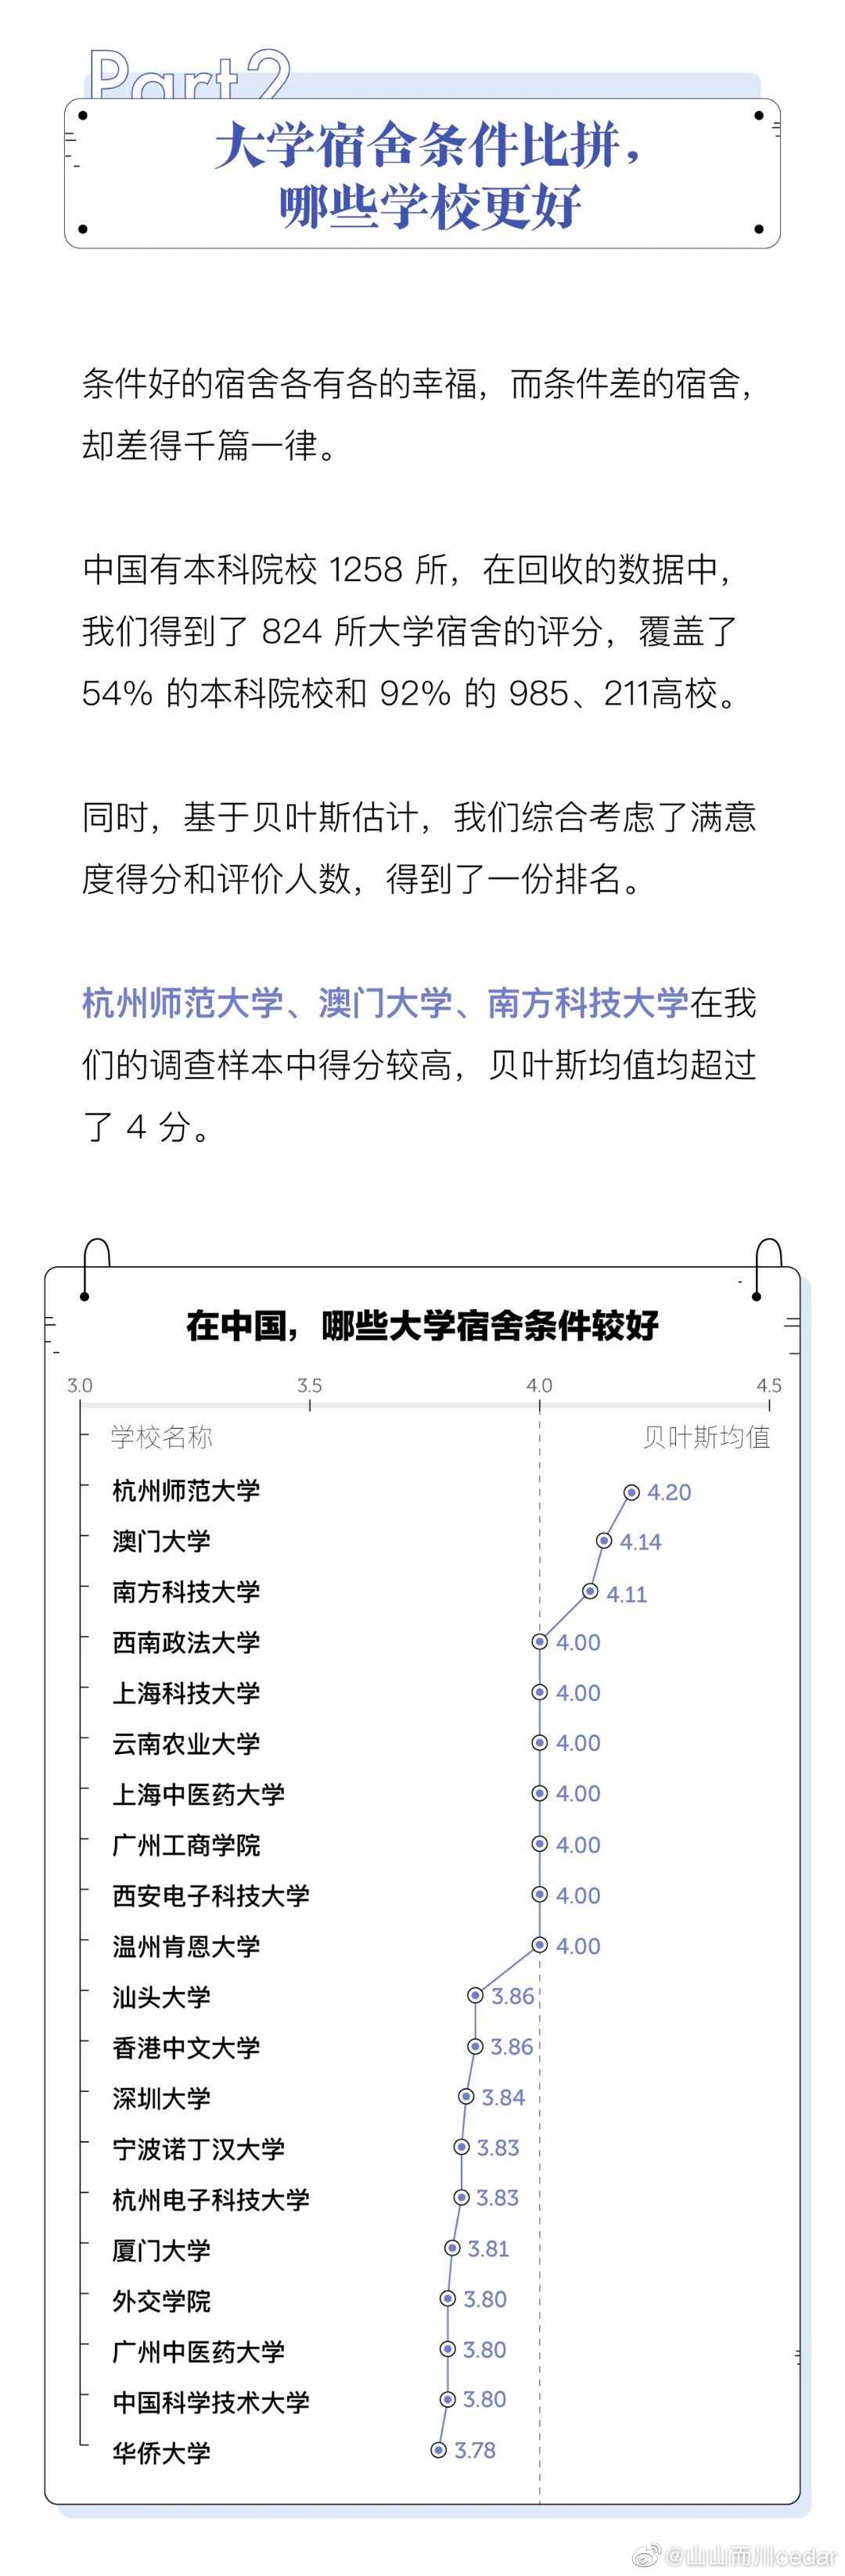 Part2
大学宿舍条件比拼，
哪些学校更好
条件好的宿舍各有各的幸福，而条件差的宿舍，
却差得千篇一律。
中国有本科院校 1258 所，在回收的数据中，
我们得到了 824 所大学宿舍的评分，覆盖了
54% 的本科院校和 92% 的 985、211高校。
同时，基于贝叶斯估计，我们综合考虑了满意
度得分和评价人数，得到了一份排名。
杭州师范大学、澳门大学、南方科技大学在我
们的调查样本中得分较高，贝叶斯均值均超过
了 4 分。
在中国，哪些大学宿舍条件较好
3.0 3.5 4.0 4.5
学校名称 贝叶斯均值
杭州师范大学 4.20
澳门大学 4.14
南方科技大学 4.11
西南政法大学 4.00
上海科技大学 4.00
云南农业大学 4.00
上海中医药大学 4.00
广州工商学院 4.00
西安电子科技大学 4.00
温州肯恩大学 4.00
汕头大学 3.86
香港中文大学 3.86
深圳大学 3.84
宁波诺丁汉大学 3.83
杭州电子科技大学 3.83
厦门大学 3.81
外交学院 3.80
广州中医药大学 3.80
中国科学技术大学 3.80
华侨大学 3.78
@山山而川cedar